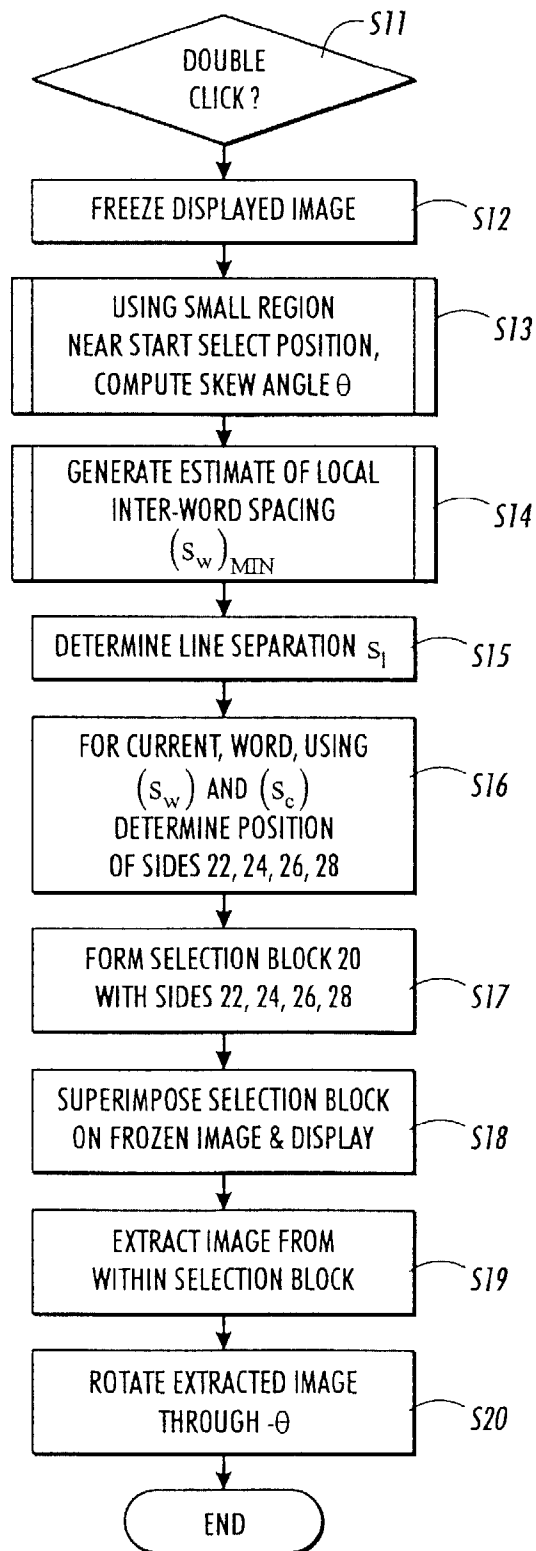 S11
DOUBLE
CLICK ?
FREEZE DISPLAYED IMAGE
S12
USING SMALL REGION
NEAR START SELECT POSITION,
COMPUTE SKEW ANGLE θ
S13
GENERATE ESTIMATE OF LOCAL
INTER-WORD SPACING
(s_w)_MIN
S14
DETERMINE LINE SEPARATION s_l
S15
FOR CURRENT, WORD, USING
(s_w) AND (s_c)
DETERMINE POSITION
OF SIDES 22, 24, 26, 28
S16
FORM SELECTION BLOCK 20
WITH SIDES 22, 24, 26, 28
S17
SUPERIMPOSE SELECTION BLOCK
ON FROZEN IMAGE & DISPLAY
S18
EXTRACT IMAGE FROM
WITHIN SELECTION BLOCK
S19
ROTATE EXTRACTED IMAGE
THROUGH -θ
S20
END